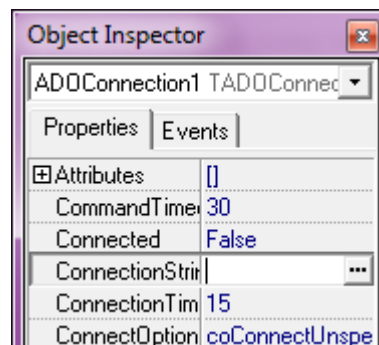 Object Inspector
ADOConnection1 TADOConnec
Properties Events
Attributes []
CommandTime 30
Connected False
ConnectionStrin
ConnectionTim 15
ConnectOption coConnectUnspe